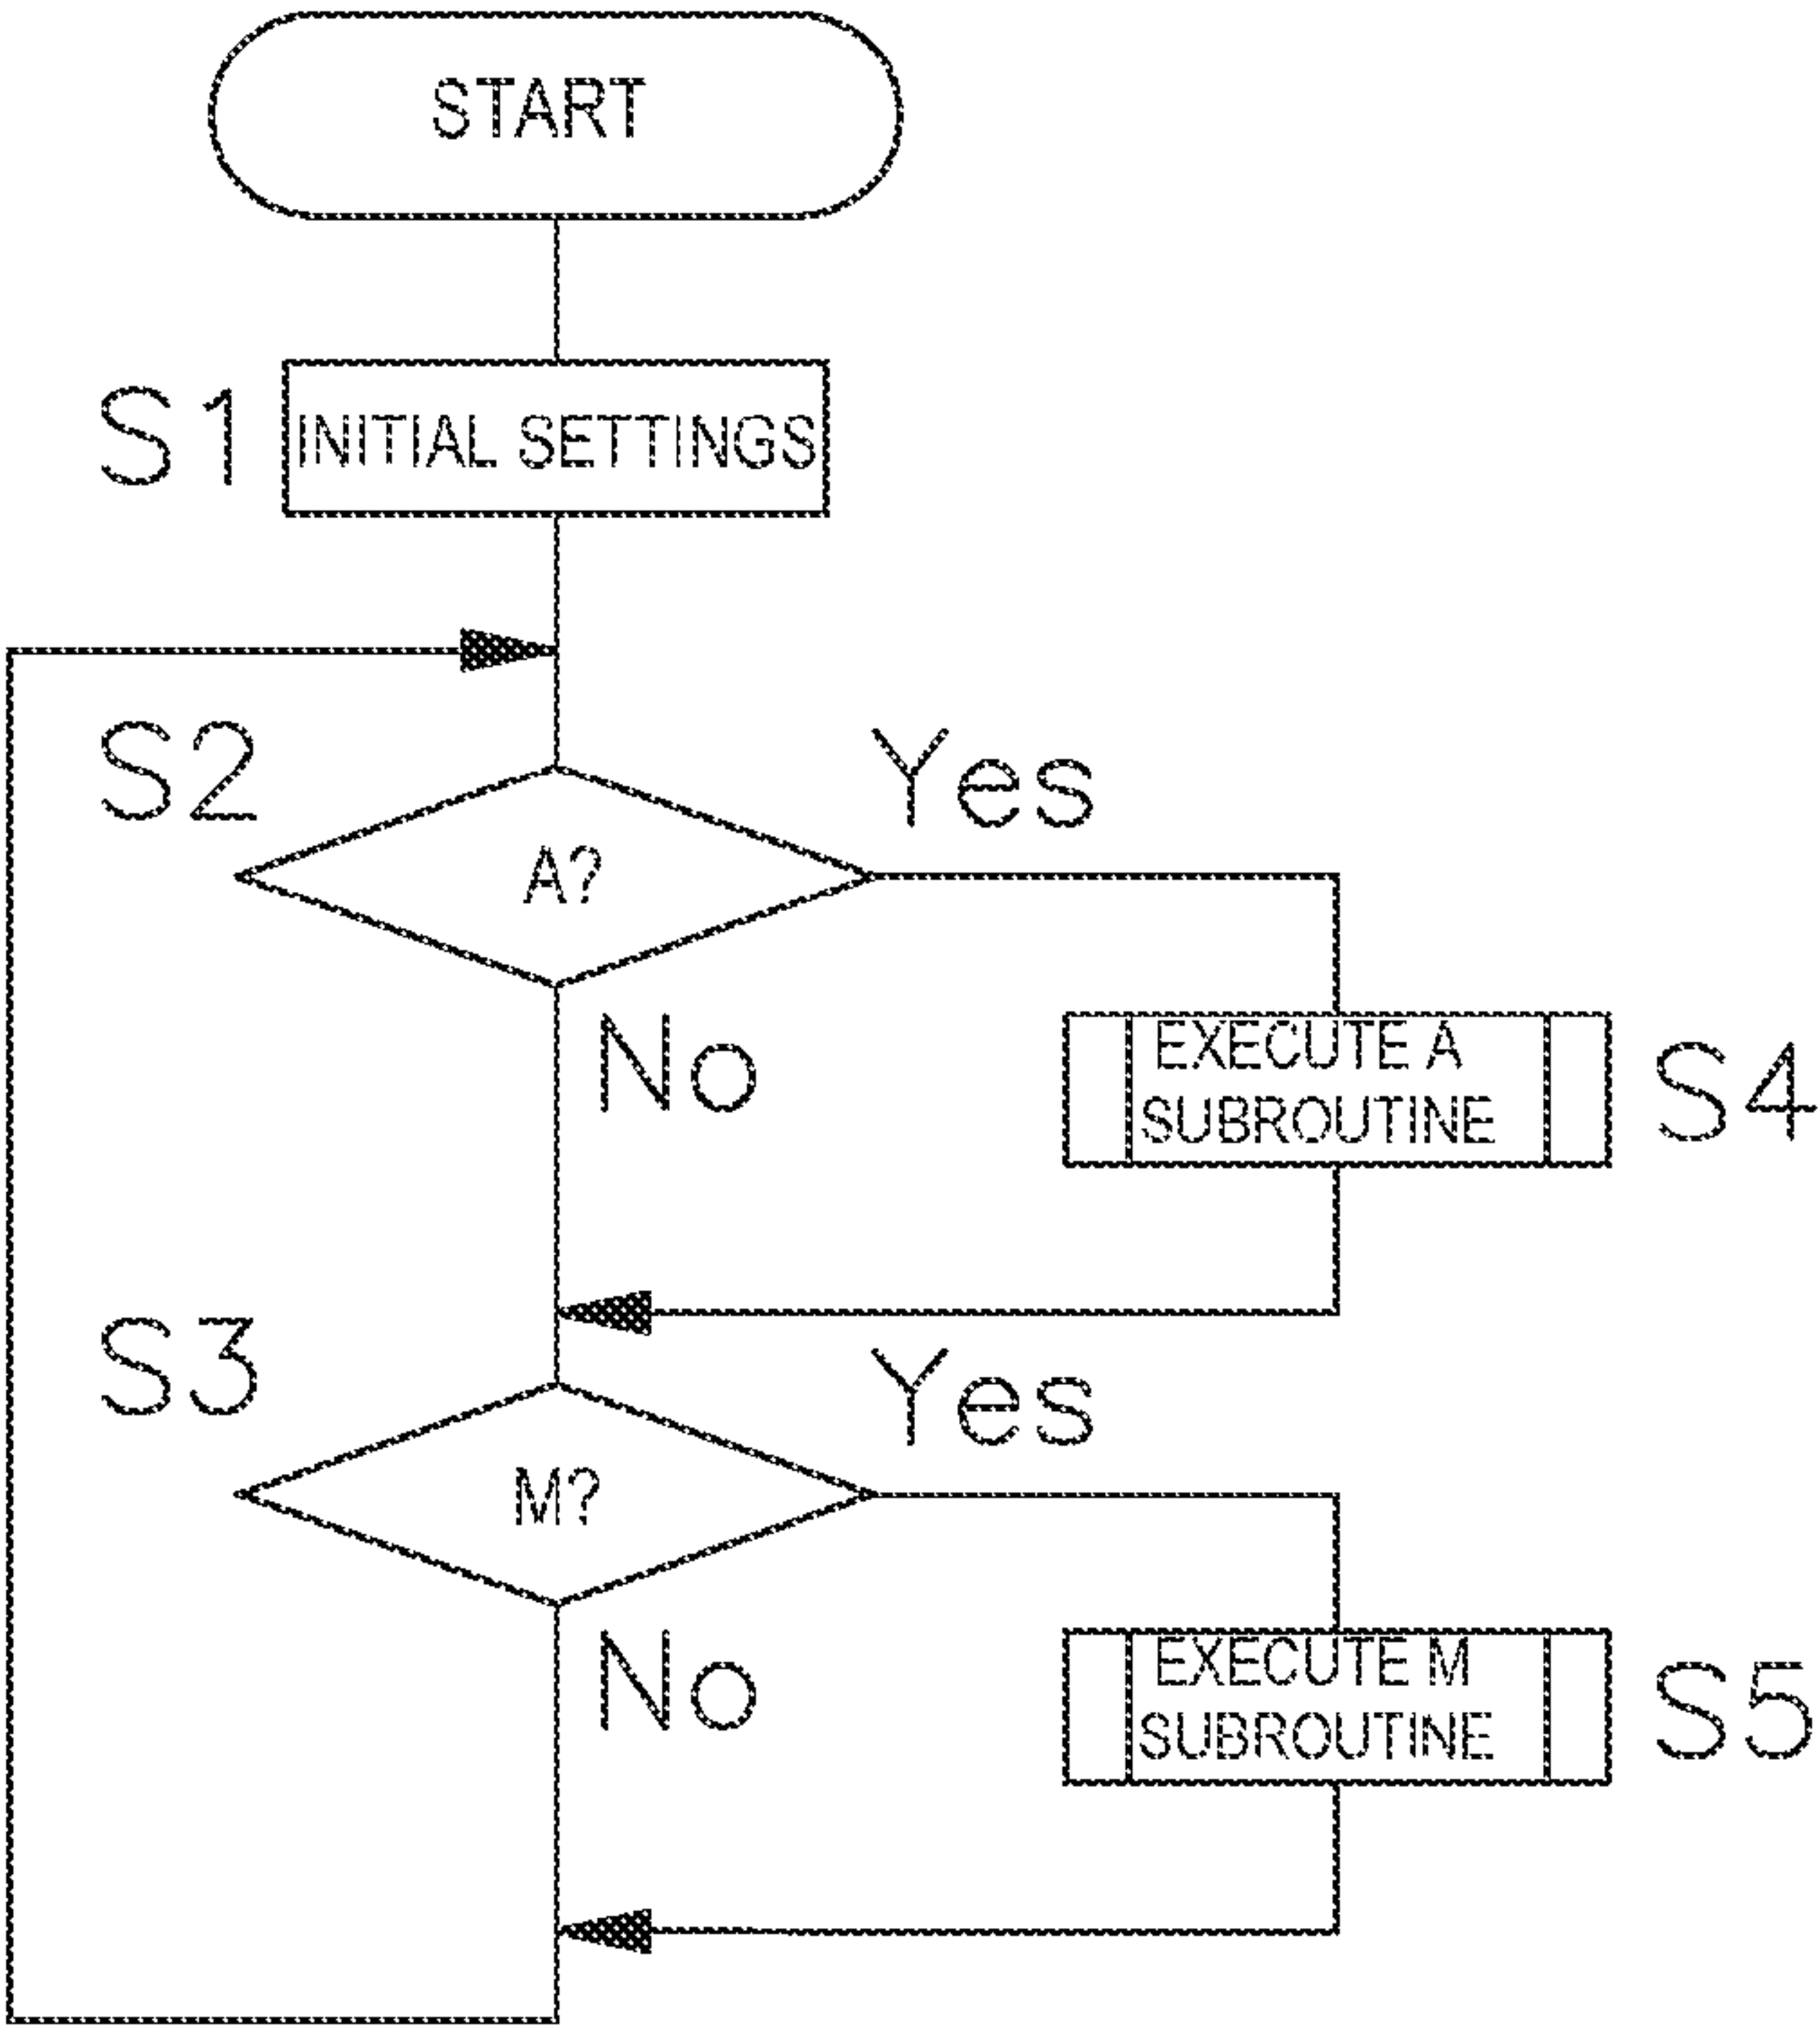 START
S1
INITIAL SETTINGS
S2
Yes
A?
No
EXECUTE A
SUBROUTINE
S4
S3
Yes
M?
No
EXECUTE M
SUBROUTINE
S5